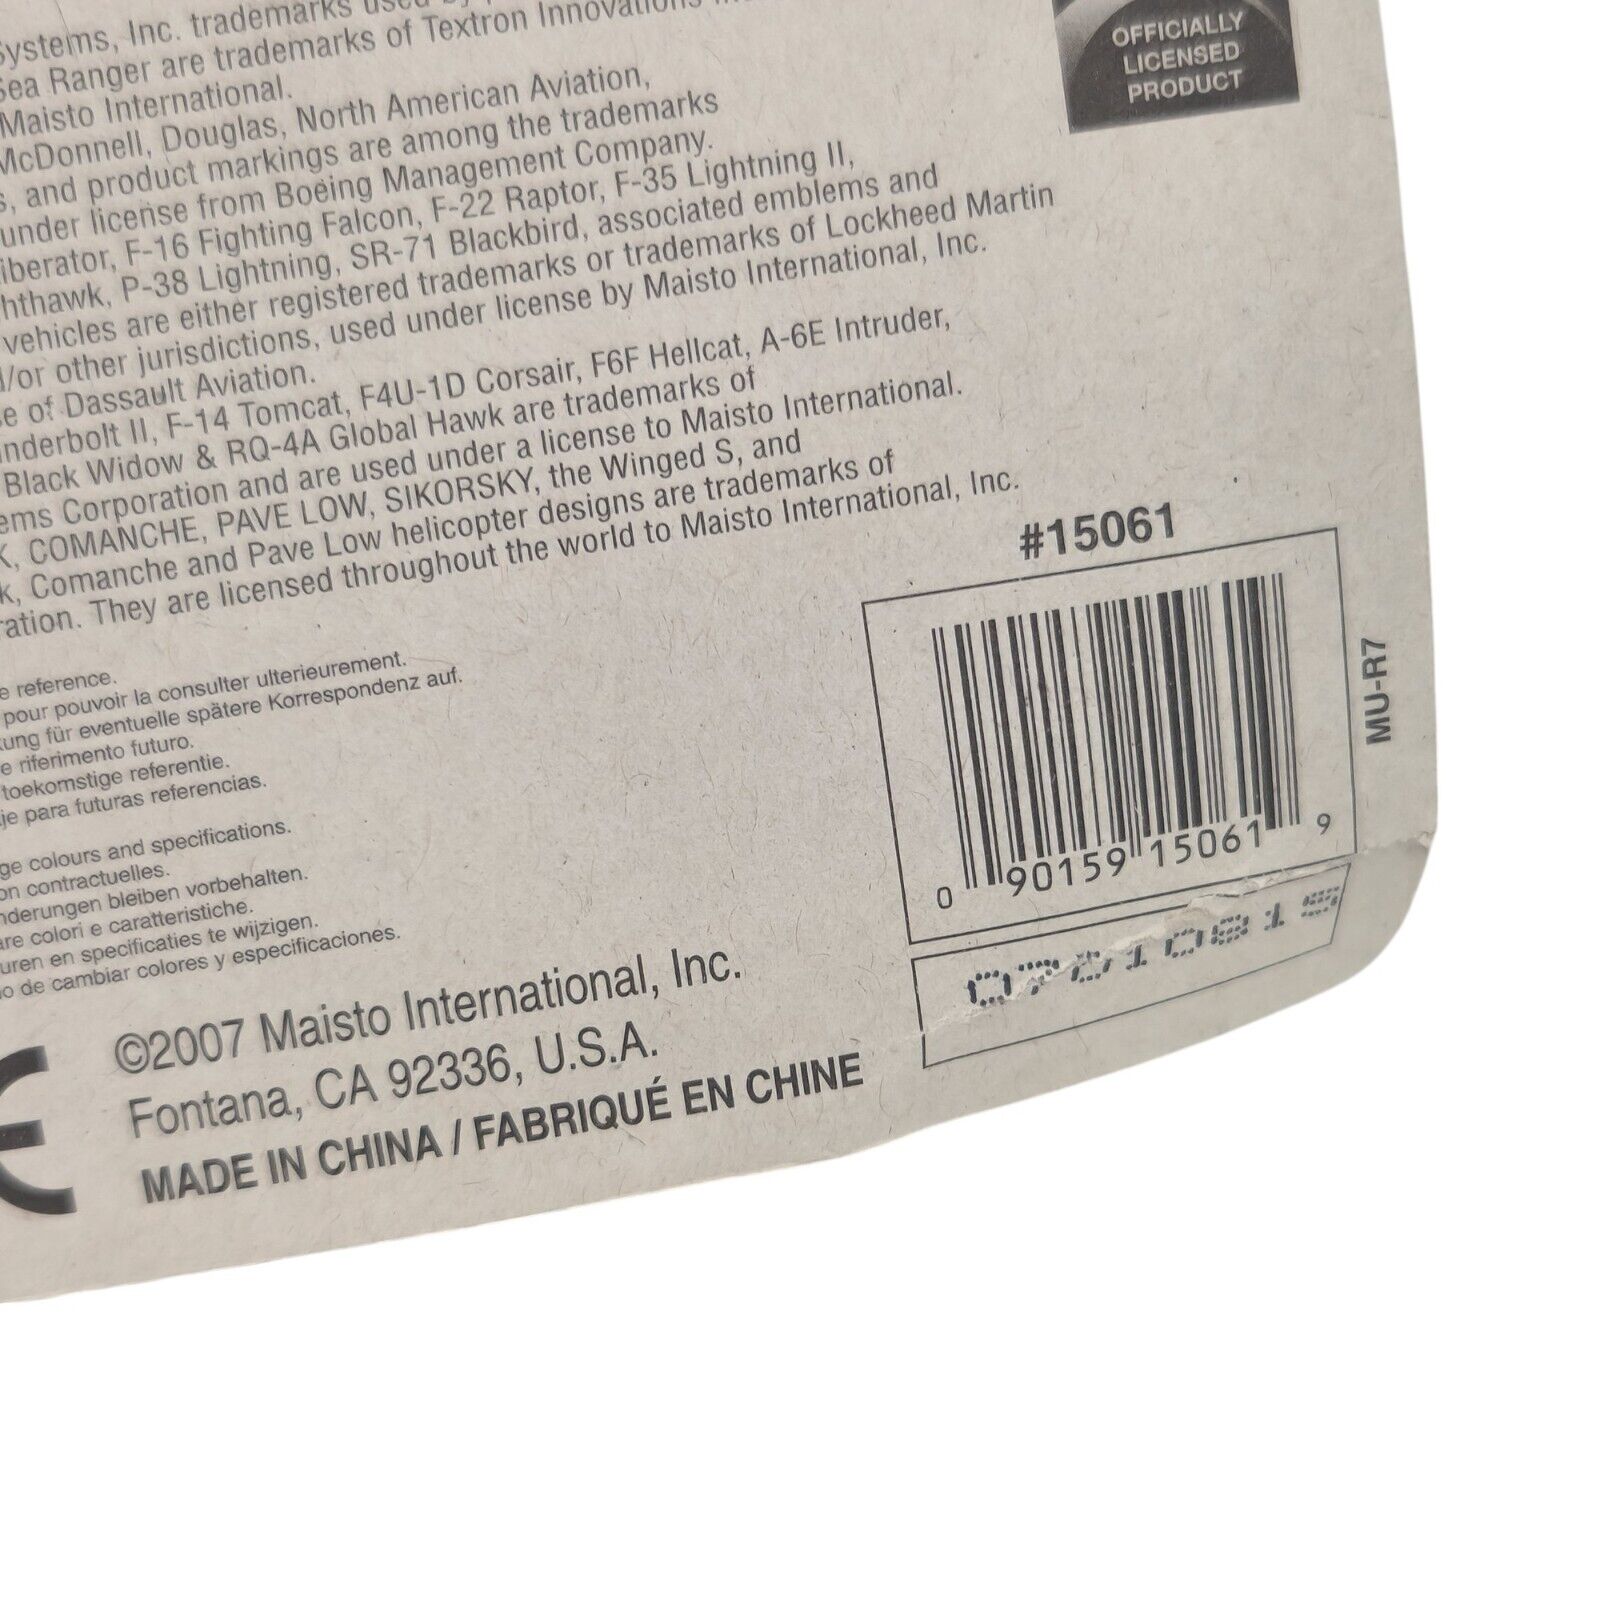 Systems, Inc. trademarks used by
Sea Ranger are trademarks of Textron Innovations
Maisto International.
McDonnell, Douglas, North American Aviation,
s, and product markings are among the trademarks
under license from Boeing Management Company.
iberator, F-16 Fighting Falcon, F-22 Raptor, F-35 Lightning II,
hthawk, P-38 Lightning, SR-71 Blackbird, associated emblems and
vehicles are either registered trademarks or trademarks of Lockheed Martin
d/or other jurisdictions, used under license by Maisto International, Inc.
se of Dassault Aviation.
nderbolt II, F-14 Tomcat, F4U-1D Corsair, F6F Hellcat, A-6E Intruder,
Black Widow & RQ-4A Global Hawk are trademarks of
ems Corporation and are used under a license to Maisto International.
K, COMANCHE, PAVE LOW, SIKORSKY, the Winged S, and
k, Comanche and Pave Low helicopter designs are trademarks of
ration. They are licensed throughout the world to Maisto International, Inc.
OFFICIALLY
LICENSED
PRODUCT
e reference.
pour pouvoir la consulter ulterieurement.
kung für eventuelle spätere Korrespondenz auf.
e riferimento futuro.
toekomstige referentie.
je para futuras referencias.
ge colours and specifications.
on contractuelles.
nderungen bleiben vorbehalten.
are colori e caratteristiche.
uren en specificaties te wijzigen.
o de cambiar colores y especificaciones.
#15061
0 90159 15061 9
MU-R7
CE
©2007 Maisto International, Inc.
Fontana, CA 92336, U.S.A.
MADE IN CHINA / FABRIQUÉ EN CHINE